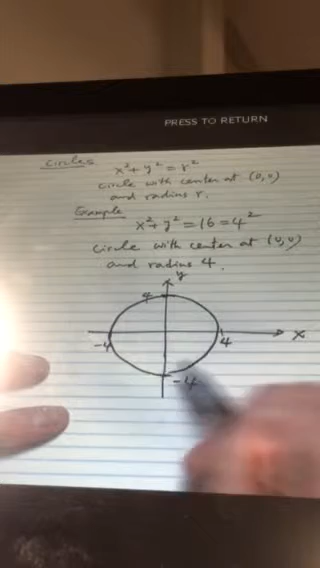 PRESS TO RETURN
Circles
x² + y² = r²
circle with center at (0,0)
and radius r.
Example
x² + y² = 16 = 4²
circle with center at (0,0)
and radius 4.
y
4
-4
4
x
-4